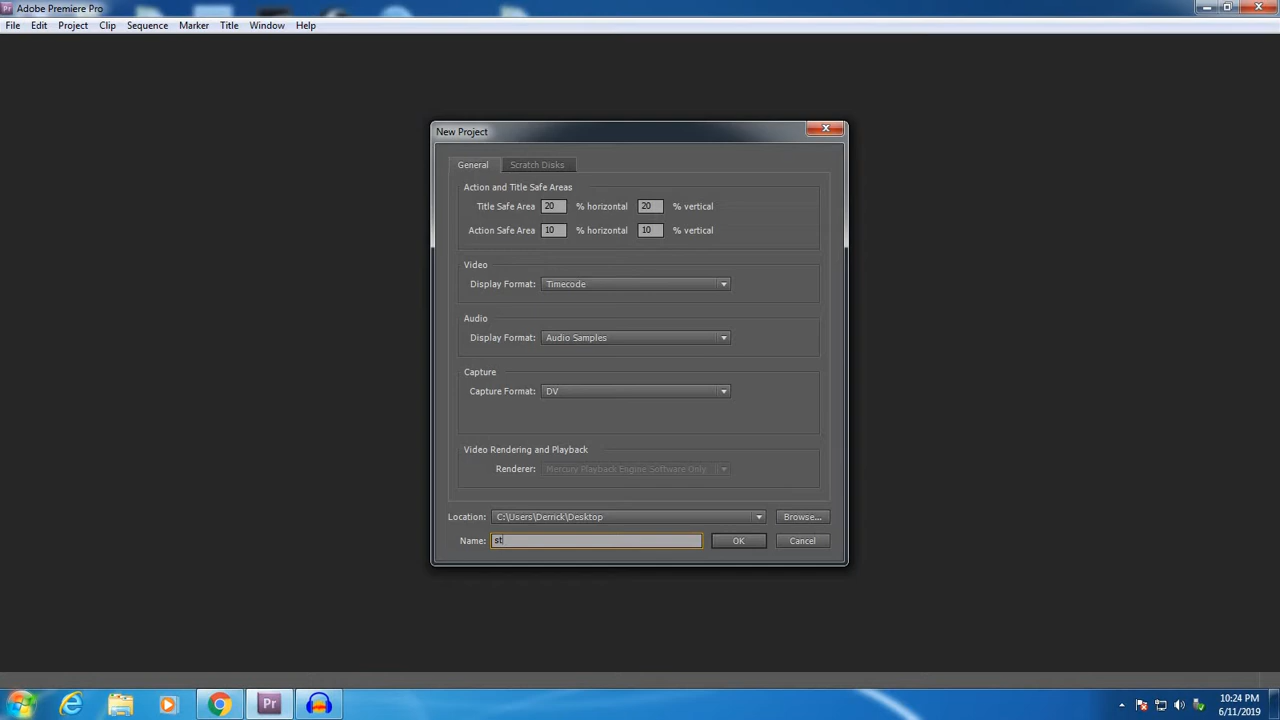 Pr Adobe Premiere Pro
File Edit Project Clip Sequence Marker Title Window Help
New Project
General Scratch Disks
Action and Title Safe Areas
Title Safe Area 20 % horizontal 20 % vertical
Action Safe Area 10 % horizontal 10 % vertical
Video
Display Format: Timecode
Audio
Display Format: Audio Samples
Capture
Capture Format: DV
Video Rendering and Playback
Renderer: Mercury Playback Engine Software Only
Location: C:\Users\Derrick\Desktop Browse...
Name: st OK Cancel
Pr
10:24 PM
6/11/2019